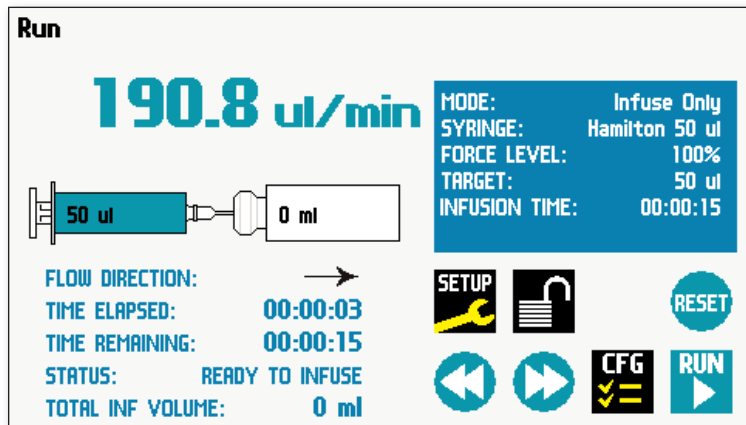 Run
190.8 ul/min
MODE: Infuse Only
SYRINGE: Hamilton 50 ul
FORCE LEVEL: 100%
TARGET: 50 ul
INFUSION TIME: 00:00:15
50 ul
0 ml
FLOW DIRECTION:
TIME ELAPSED: 00:00:03
TIME REMAINING: 00:00:15
STATUS: READY TO INFUSE
TOTAL INF VOLUME: 0 ml
SETUP
RESET
CFG
RUN